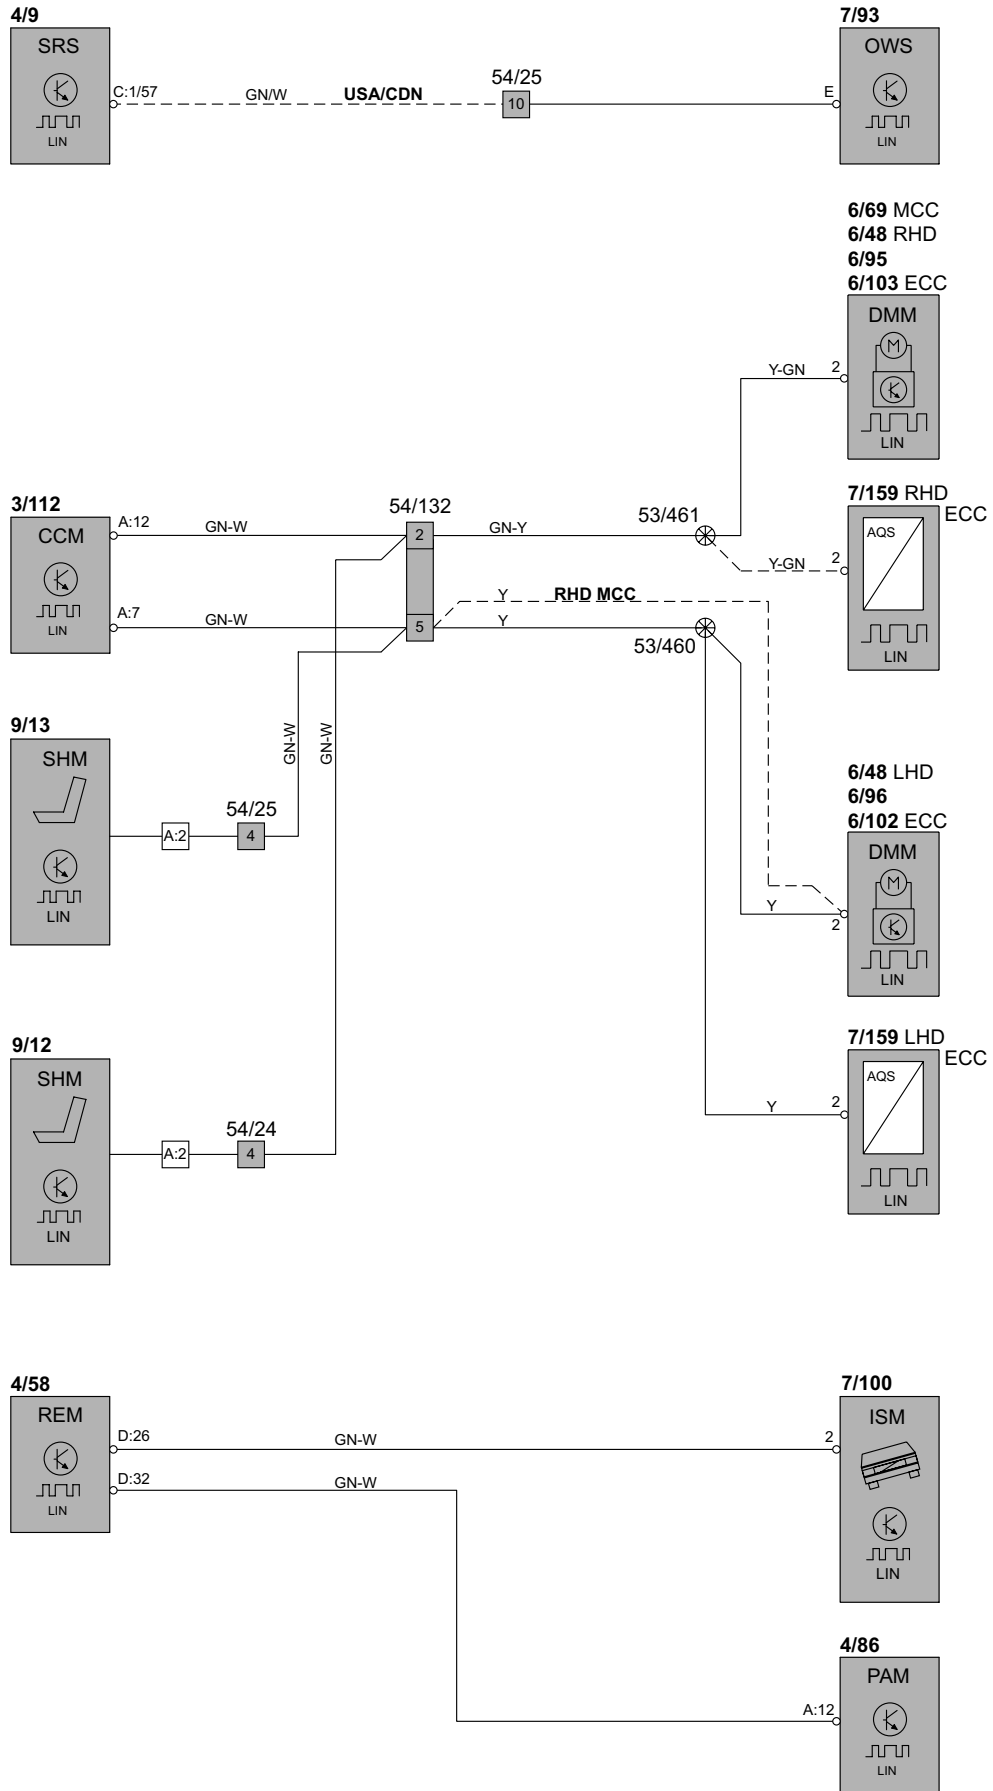 4/9
SRS
LIN
C:1/57
GN/W
USA/CDN
54/25
10
7/93
OWS
E
LIN
6/69 MCC
6/48 RHD
6/95
6/103 ECC
DMM
M
LIN
2
Y-GN
3/112
CCM
LIN
A:12
GN-W
A:7
GN-W
54/132
2
5
GN-Y
53/461
Y-GN
2
7/159 RHD
ECC
AQS
LIN
Y
RHD MCC
Y
53/460
9/13
SHM
LIN
A:2
54/25
4
GN-W
GN-W
6/48 LHD
6/96
6/102 ECC
DMM
M
LIN
Y
2
9/12
SHM
LIN
A:2
54/24
4
7/159 LHD
ECC
AQS
LIN
Y
2
4/58
REM
LIN
D:26
GN-W
D:32
GN-W
7/100
ISM
LIN
2
4/86
PAM
LIN
A:12